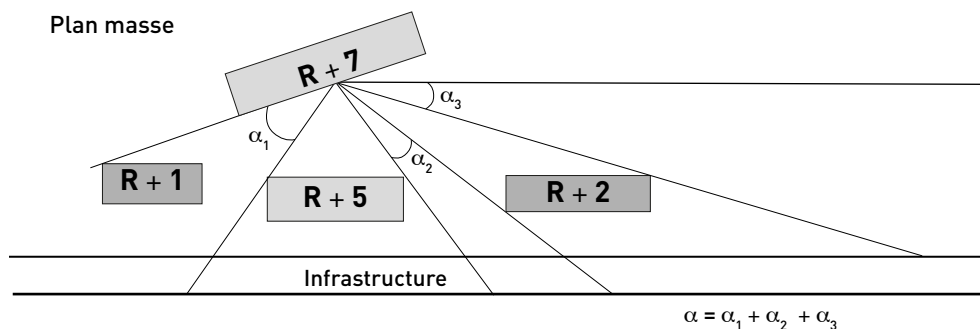 Plan masse
R + 7
α3
α1
α2
R + 1
R + 5
R + 2
Infrastructure
α = α1 + α2 + α3